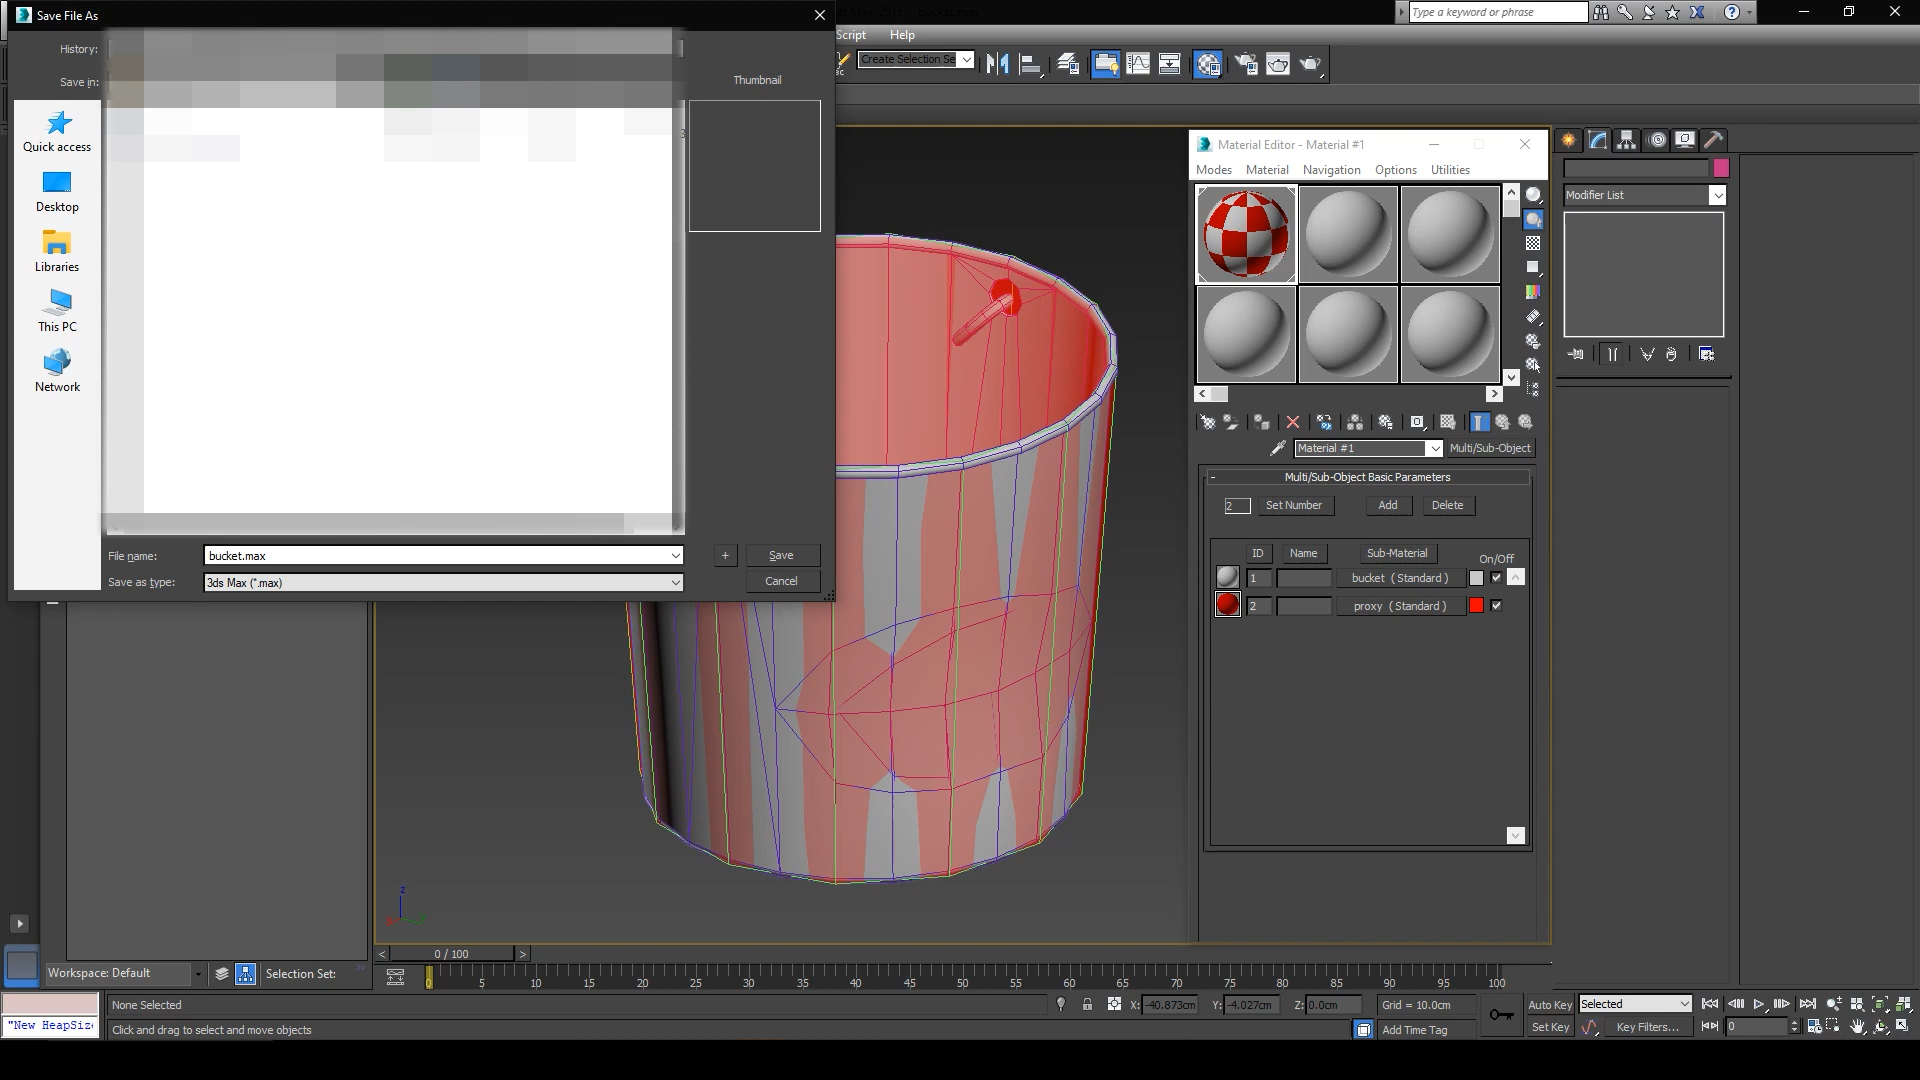 Save File As
History:
Save in:
Thumbnail
Quick access
Desktop
Libraries
This PC
Network
File name:
bucket.max
+
Save
Save as type:
3ds Max (*.max)
Cancel
Script
Help
Type a keyword or phrase
Create Selection Se
Material Editor - Material #1
Modes
Material
Navigation
Options
Utilities
Material #1
Multi/Sub-Object
- Multi/Sub-Object Basic Parameters
2
Set Number
Add
Delete
ID
Name
Sub-Material
On/Off
1
bucket ( Standard )
2
proxy ( Standard )
Modifier List
z
< 0 / 100 >
Workspace: Default
Selection Set:
0 5 10 15 20 25 30 35 40 45 50 55 60 65 70 75 80 85 90 95 100
None Selected
X: -40.873cm
Y: -4.027cm
Z: 0.0cm
Grid = 10.0cm
Auto Key
Selected
"New HeapSize
Click and drag to select and move objects
Add Time Tag
Set Key
Key Filters...
0